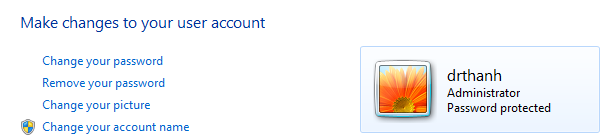 Make changes to your user account
Change your password
Remove your password
Change your picture
Change your account name
drthanh
Administrator
Password protected